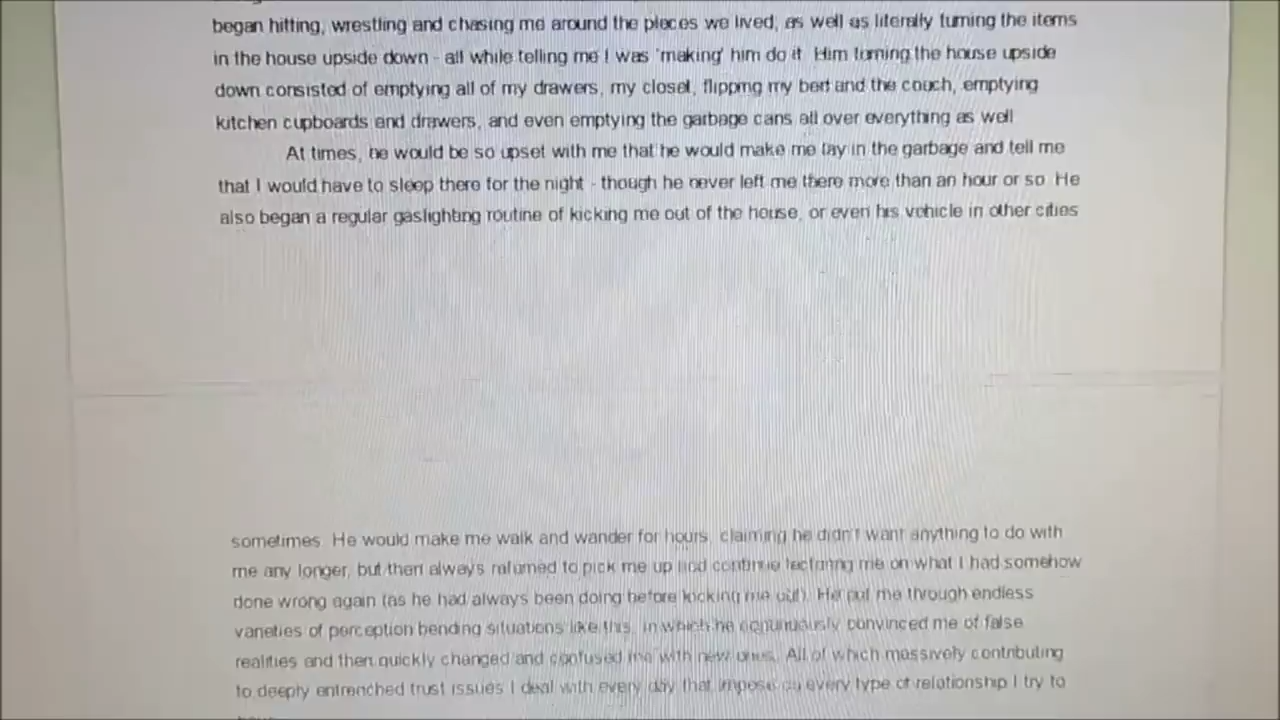 began hitting, wrestling and chasing me around the places we lived, as well as literally turning the items
in the house upside down - all while telling me I was 'making' him do it. Him turning the house upside
down consisted of emptying all of my drawers, my closet, flipping my bed and the couch, emptying
kitchen cupboards and drawers, and even emptying the garbage cans all over everything as well
At times, he would be so upset with me that he would make me lay in the garbage and tell me
that I would have to sleep there for the night - though he never left me there more than an hour or so. He
also began a regular gaslighting routine of kicking me out of the house, or even his vehicle in other cities
sometimes. He would make me walk and wander for hours, claiming he didn't want anything to do with
me any longer, but then always returned to pick me up and continue lecturing me on what I had somehow
done wrong again (as he had always been doing before kicking me out). He put me through endless
varieties of perception bending situations like this, in which he continuously convinced me of false
realities and then quickly changed and confused me with new ones. All of which massively contributing
to deeply entrenched trust issues I deal with every day that impose on every type of relationship I try to